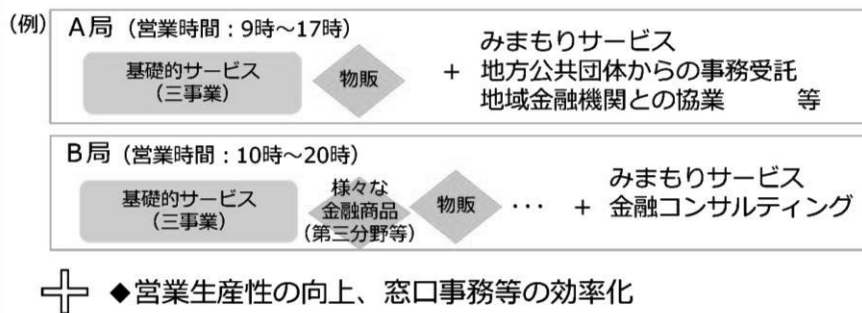 (例)
A局（営業時間：9時～17時）
基礎的サービス
（三事業）
物販
+
みまもりサービス
地方公共団体からの事務受託
地域金融機関との協業　等
B局（営業時間：10時～20時）
基礎的サービス
（三事業）
様々な
金融商品
（第三分野等）
物販
・・・
+
みまもりサービス
金融コンサルティング
◆営業生産性の向上、窓口事務等の効率化